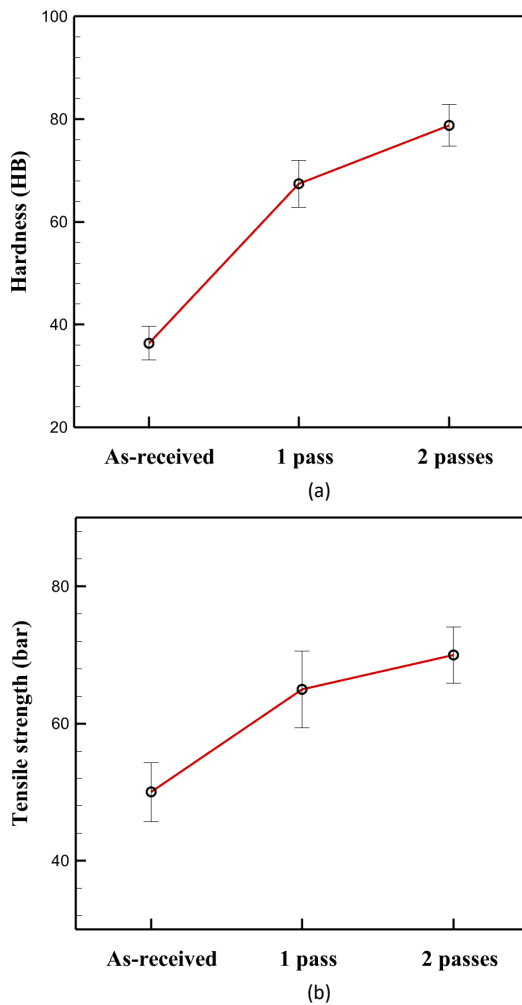 100
80
60
40
20
Hardness (HB)
As-received 1 pass 2 passes
(a)
80
60
40
Tensile strength (bar)
As-received 1 pass 2 passes
(b)